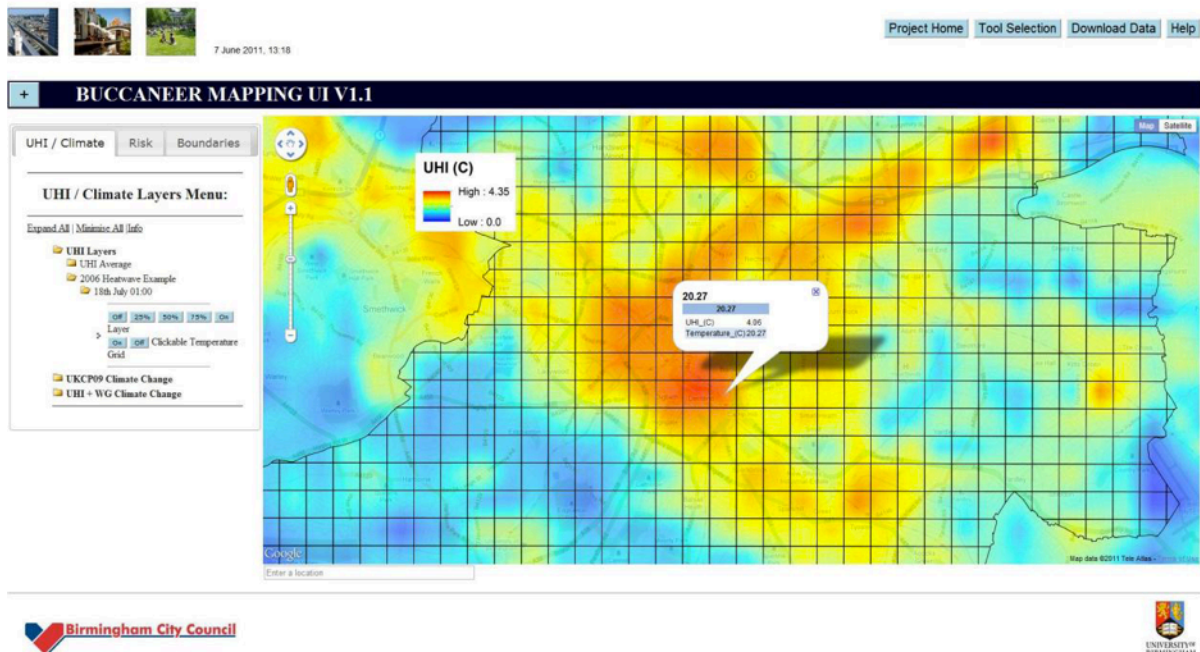 7 June 2011, 13:18
Project Home Tool Selection Download Data Help
+ BUCCANEER MAPPING UI V1.1
UHI / Climate Risk Boundaries
UHI / Climate Layers Menu:
Expand All | Minimise All |Info
UHI Layers
UHI Average
2006 Heatwave Example
18th July 01:00
Off 25% 50% 75% On
Layer
On Off Clickable Temperature
Grid
UKCP09 Climate Change
UHI + WG Climate Change
Map Satellite
UHI (C)
High : 4.35
Low : 0.0
20.27
20.27
UHI_(C) 4.06
Temperature_(C) 20.27
Smethwick
Google
Map data ©2011 Tele Atlas - Terms of Use
Enter a location
Birmingham City Council
UNIVERSITY OF
BIRMINGHAM